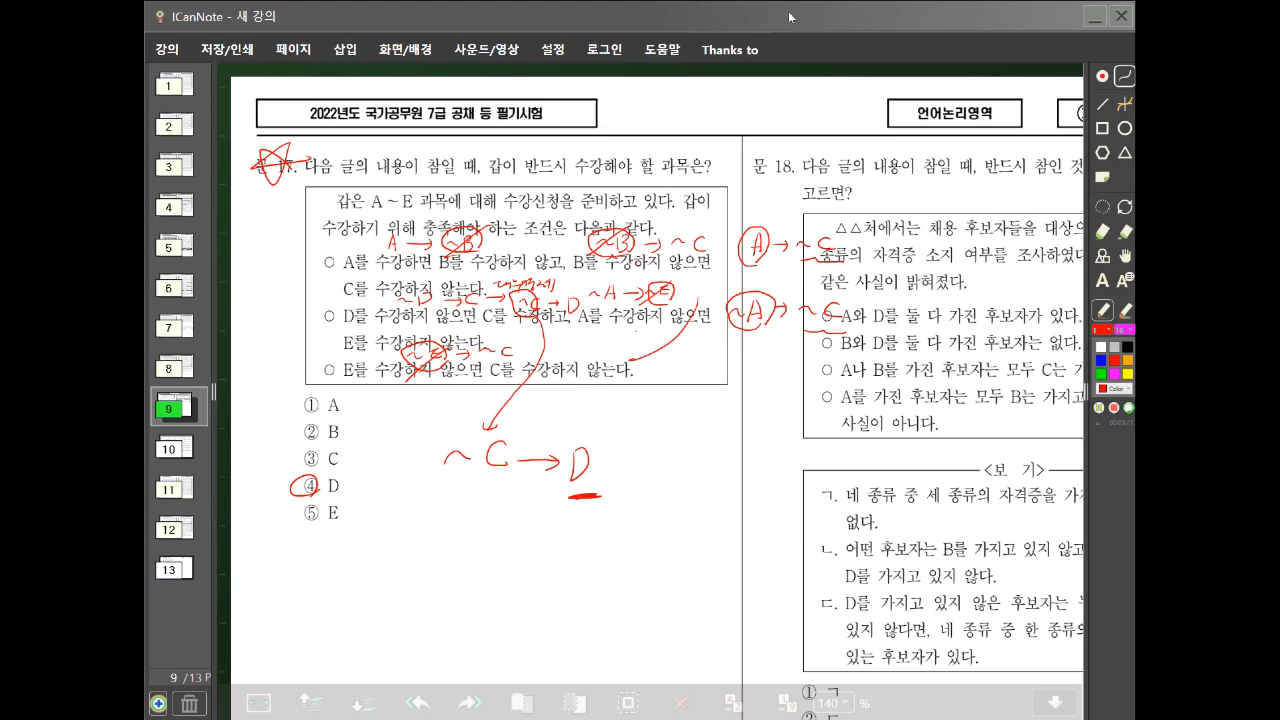 ICanNote - 새 강의
강의 저장/인쇄 페이지 삽입 화면/배경 사운드/영상 설정 로그인 도움말 Thanks to
1
2
3
4
5
6
7
8
9
10
11
12
13
9 /13 P
2022년도 국가공무원 7급 공채 등 필기시험
언어논리영역
문 17. 다음 글의 내용이 참일 때, 갑이 반드시 수강해야 할 과목은?
갑은 A ~ E 과목에 대해 수강신청을 준비하고 있다. 갑이
수강하기 위해 충족해야 하는 조건은 다음과 같다.
A → ~B ~B → ~C
○ A를 수강하면 B를 수강하지 않고, B를 수강하지 않으면
C를 수강하지 않는다.
~D → C → ~C → D ~A → ~E
○ D를 수강하지 않으면 C를 수강하고, A를 수강하지 않으면
E를 수강하지 않는다.
~E → ~C
○ E를 수강하지 않으면 C를 수강하지 않는다.
① A
② B
③ C
④ D
⑤ E
~C → D
A → ~C
~A → ~C
문 18. 다음 글의 내용이 참일 때, 반드시 참인 것
고르면?
△△처에서는 채용 후보자들을 대상으
종류의 자격증 소지 여부를 조사하였다
같은 사실이 밝혀졌다.
○ A와 D를 둘 다 가진 후보자가 있다.
○ B와 D를 둘 다 가진 후보자는 없다.
○ A나 B를 가진 후보자는 모두 C는 가
○ A를 가진 후보자는 모두 B는 가지고
사실이 아니다.
<보 기>
ㄱ. 네 종류 중 세 종류의 자격증을 가지
없다.
ㄴ. 어떤 후보자는 B를 가지고 있지 않고
D를 가지고 있지 않다.
ㄷ. D를 가지고 있지 않은 후보자는 누
있지 않다면, 네 종류 중 한 종류의
있는 후보자가 있다.
① ㄱ
Color
140 %